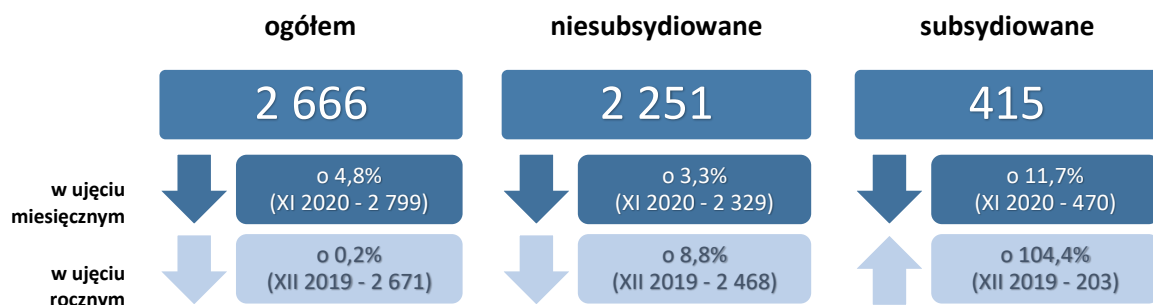 ogółem niesubsydiowane subsydiowane
2 666 2 251 415
w ujęciu miesięcznym
o 4,8% (XI 2020 - 2 799)
o 3,3% (XI 2020 - 2 329)
o 11,7% (XI 2020 - 470)
w ujęciu rocznym
o 0,2% (XII 2019 - 2 671)
o 8,8% (XII 2019 - 2 468)
o 104,4% (XII 2019 - 203)